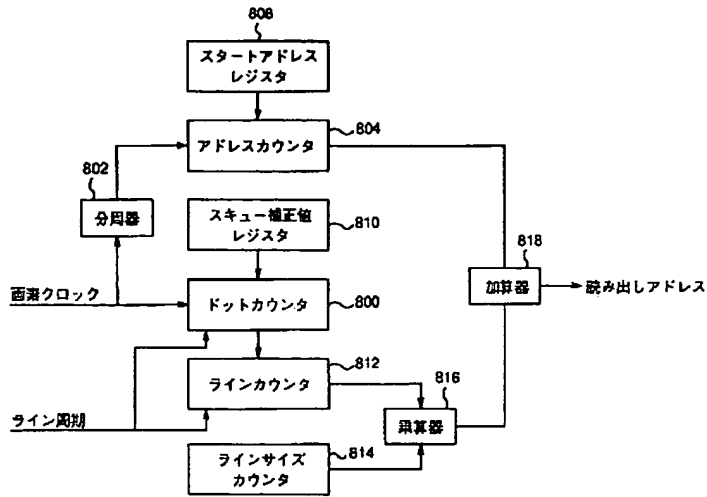 808
スタートアドレス
レジスタ
804
アドレスカウンタ
802
分周器
スキュー補正値
レジスタ
810
818
加算器
読み出しアドレス
画素クロック
ドットカウンタ
800
812
ラインカウンタ
816
乗算器
ライン周期
ラインサイズ
カウンタ
814